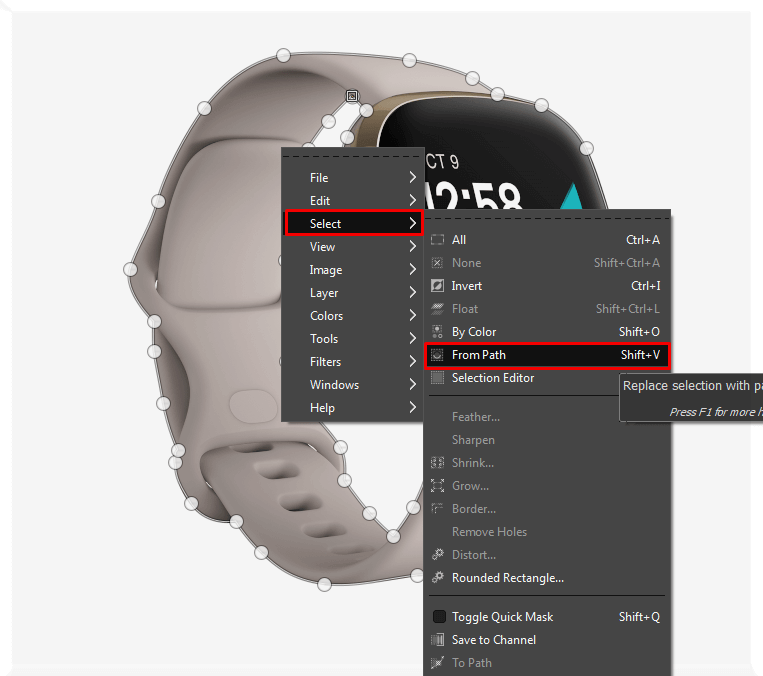 CT 9
12:58
File
Edit
Select
View
Image
Layer
Colors
Tools
Filters
Windows
Help
All Ctrl+A
None Shift+Ctrl+A
Invert Ctrl+I
Float Shift+Ctrl+L
By Color Shift+O
From Path Shift+V
Selection Editor
Replace selection with pa
Press F1 for more h
Feather...
Sharpen
Shrink...
Grow...
Border...
Remove Holes
Distort...
Rounded Rectangle...
Toggle Quick Mask Shift+Q
Save to Channel
To Path